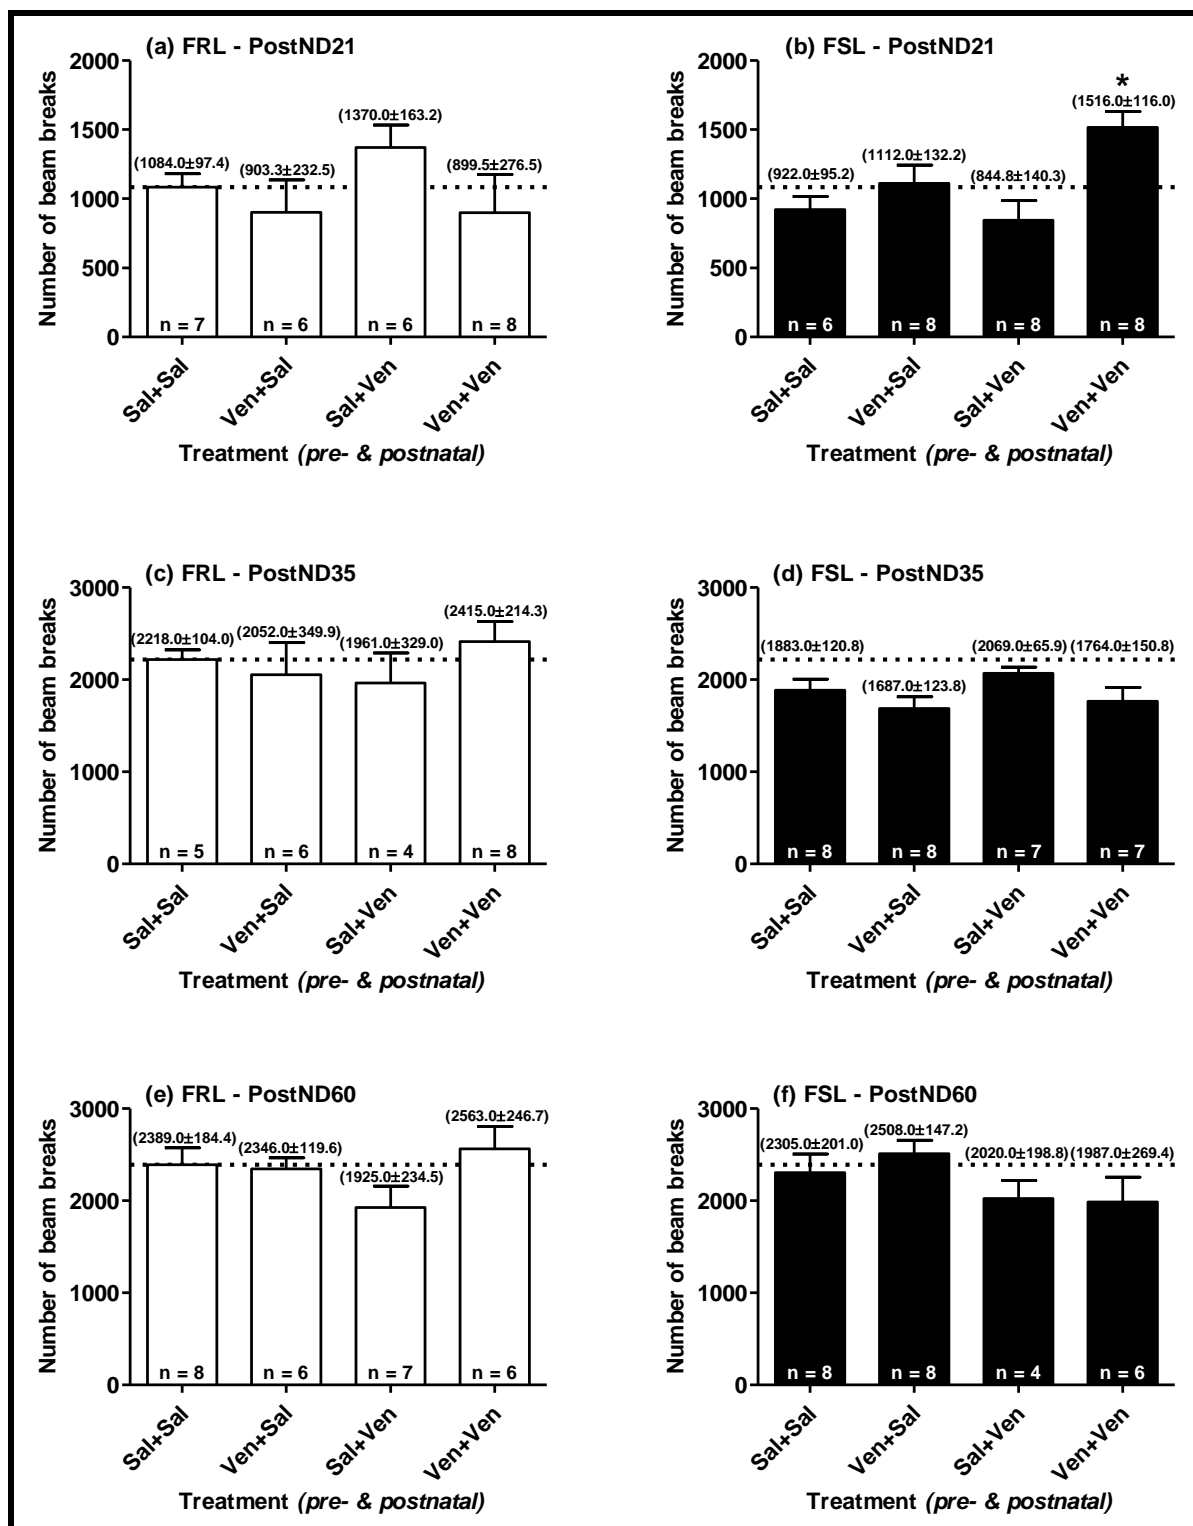 (a) FRL - PostND21
Number of beam breaks
2000
1500
1000
500
0
(1084.0±97.4)
(903.3±232.5)
(1370.0±163.2)
(899.5±276.5)
n = 7
n = 6
n = 6
n = 8
Sal+Sal
Ven+Sal
Sal+Ven
Ven+Ven
Treatment (pre- & postnatal)
(b) FSL - PostND21
Number of beam breaks
2000
1500
1000
500
0
(922.0±95.2)
(1112.0±132.2)
(844.8±140.3)
*
(1516.0±116.0)
n = 6
n = 8
n = 8
n = 8
Sal+Sal
Ven+Sal
Sal+Ven
Ven+Ven
Treatment (pre- & postnatal)
(c) FRL - PostND35
Number of beam breaks
3000
2000
1000
0
(2218.0±104.0)
(2052.0±349.9)
(1961.0±329.0)
(2415.0±214.3)
n = 5
n = 6
n = 4
n = 8
Sal+Sal
Ven+Sal
Sal+Ven
Ven+Ven
Treatment (pre- & postnatal)
(d) FSL - PostND35
Number of beam breaks
3000
2000
1000
0
(1883.0±120.8)
(1687.0±123.8)
(2069.0±65.9)
(1764.0±150.8)
n = 8
n = 8
n = 7
n = 7
Sal+Sal
Ven+Sal
Sal+Ven
Ven+Ven
Treatment (pre- & postnatal)
(e) FRL - PostND60
Number of beam breaks
3000
2000
1000
0
(2389.0±184.4)
(2346.0±119.6)
(1925.0±234.5)
(2563.0±246.7)
n = 8
n = 6
n = 7
n = 6
Sal+Sal
Ven+Sal
Sal+Ven
Ven+Ven
Treatment (pre- & postnatal)
(f) FSL - PostND60
Number of beam breaks
3000
2000
1000
0
(2305.0±201.0)
(2508.0±147.2)
(2020.0±198.8)
(1987.0±269.4)
n = 8
n = 8
n = 4
n = 6
Sal+Sal
Ven+Sal
Sal+Ven
Ven+Ven
Treatment (pre- & postnatal)